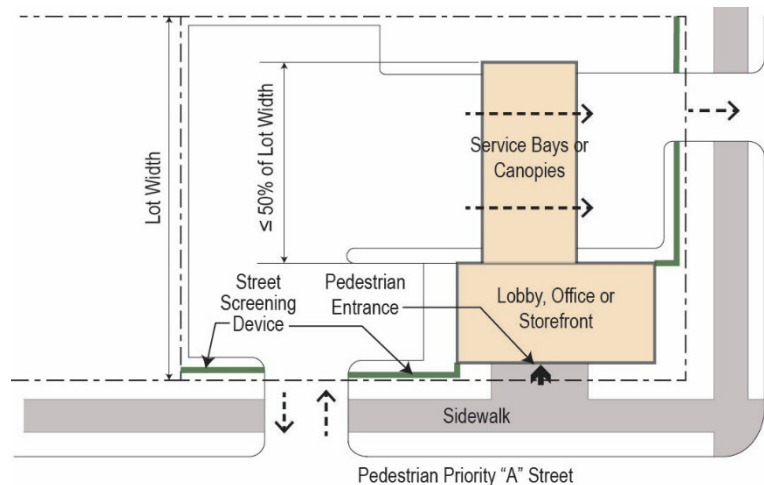 Lot Width
≤ 50% of Lot Width
Service Bays or
Canopies
Street
Screening
Device
Pedestrian
Entrance
Lobby, Office or
Storefront
Sidewalk
Pedestrian Priority “A” Street